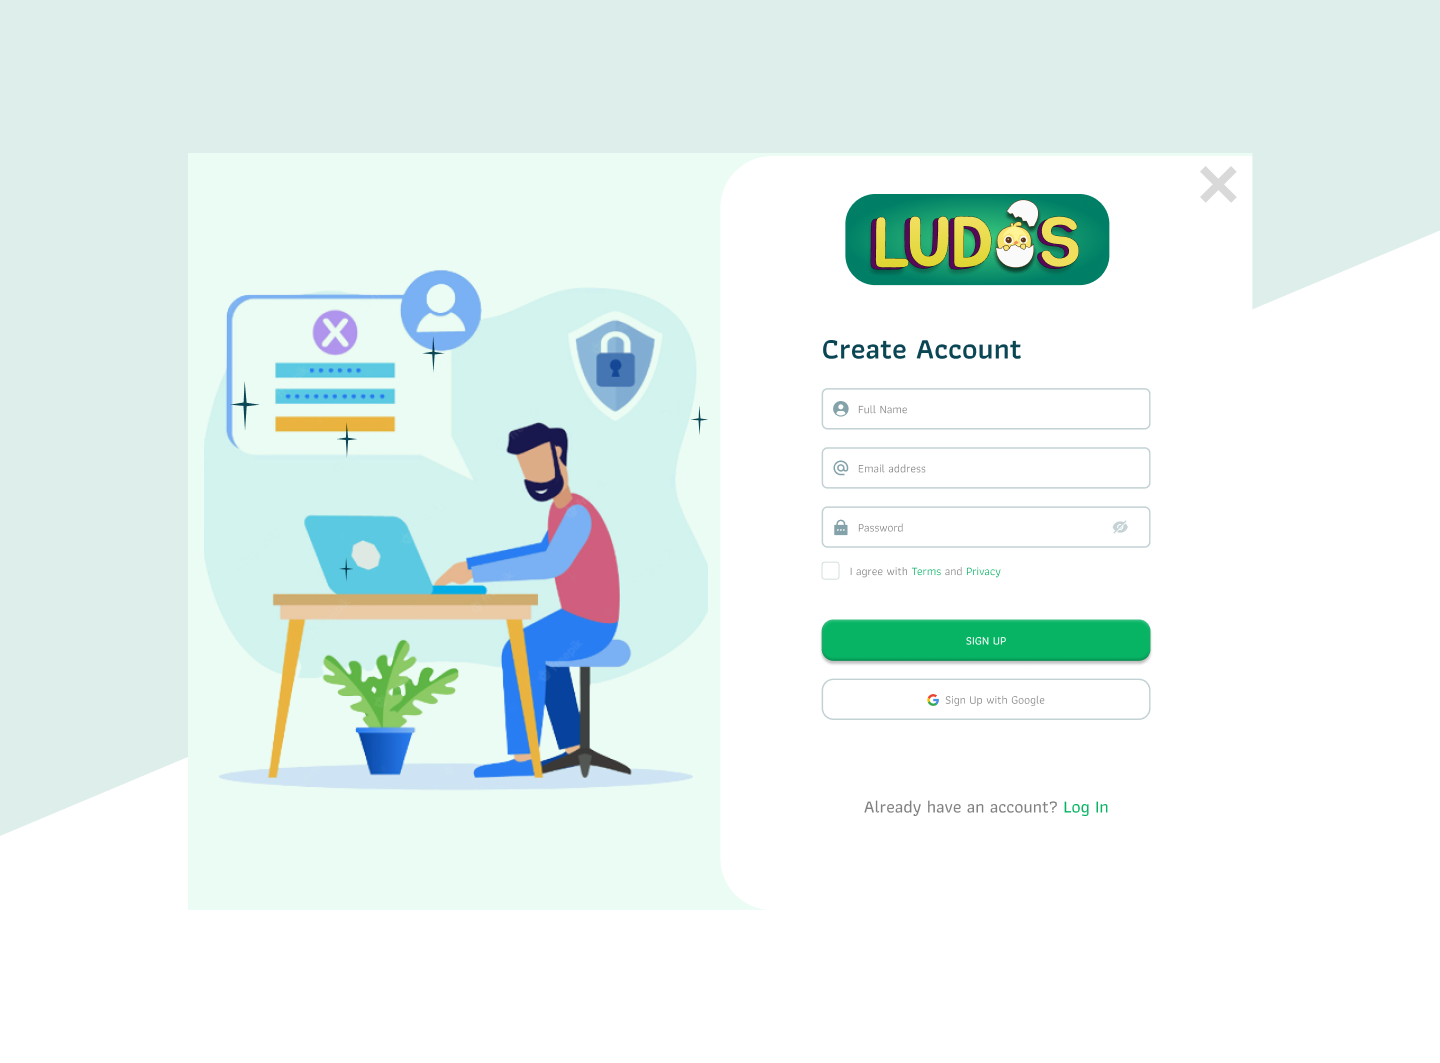 LUDOS
Create Account
Full Name
Email address
Password
I agree with Terms and Privacy
SIGN UP
Sign Up with Google
Already have an account? Log In